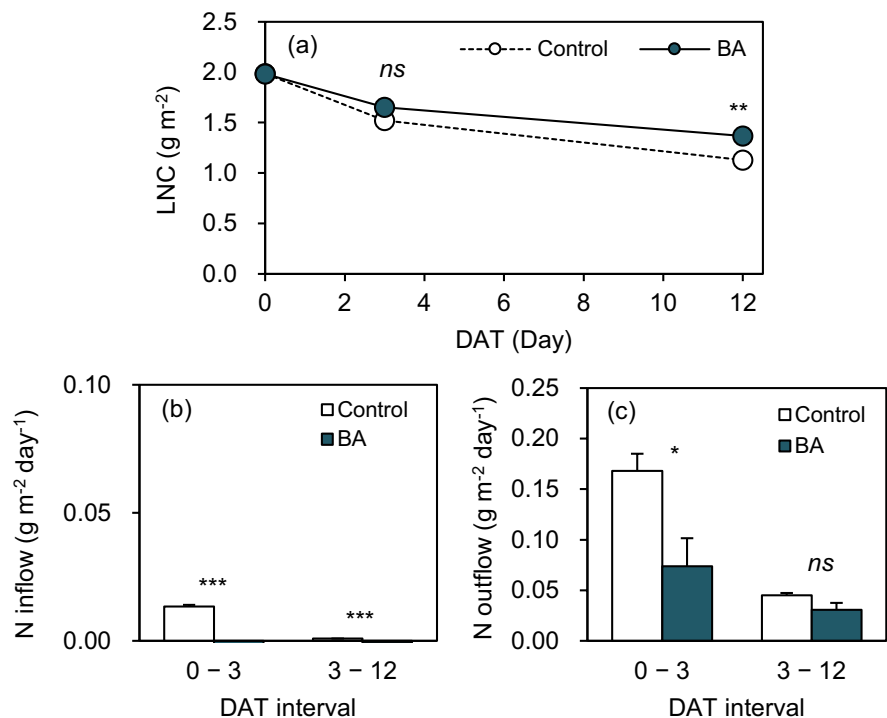 (a)
Control
BA
ns
**
LNC (g m⁻²)
2.5
2.0
1.5
1.0
0.5
0.0
0 2 4 6 8 10 12
DAT (Day)
(b)
Control
BA
N inflow (g m⁻² day⁻¹)
0.10
0.05
0.00
***
***
0 − 3 3 − 12
DAT interval
(c)
Control
BA
N outflow (g m⁻² day⁻¹)
0.25
0.20
0.15
0.10
0.05
0.00
*
ns
0 − 3 3 − 12
DAT interval